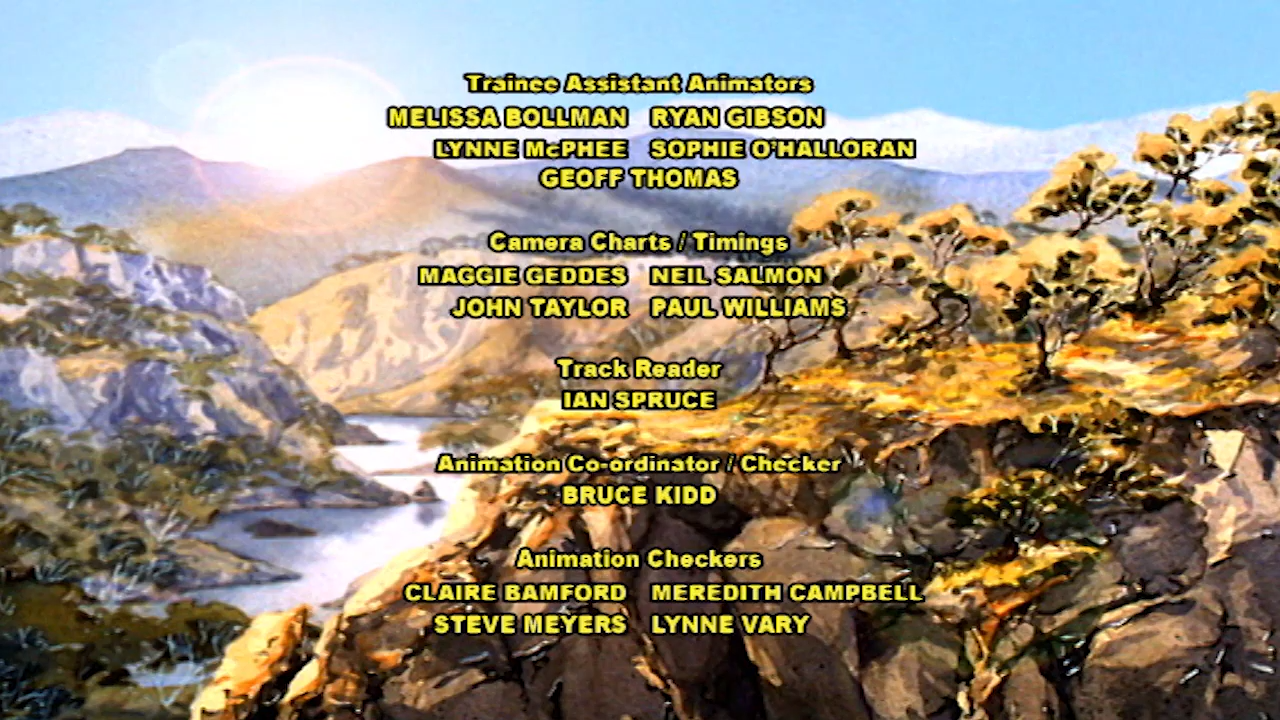 Trainee Assistant Animators
MELISSA BOLLMAN RYAN GIBSON
LYNNE McPHEE SOPHIE O'HALLORAN
GEOFF THOMAS
Camera Charts / Timings
MAGGIE GEDDES NEIL SALMON
JOHN TAYLOR PAUL WILLIAMS
Track Reader
IAN SPRUCE
Animation Co-ordinator / Checker
BRUCE KIDD
Animation Checkers
CLAIRE BAMFORD MEREDITH CAMPBELL
STEVE MEYERS LYNNE VARY